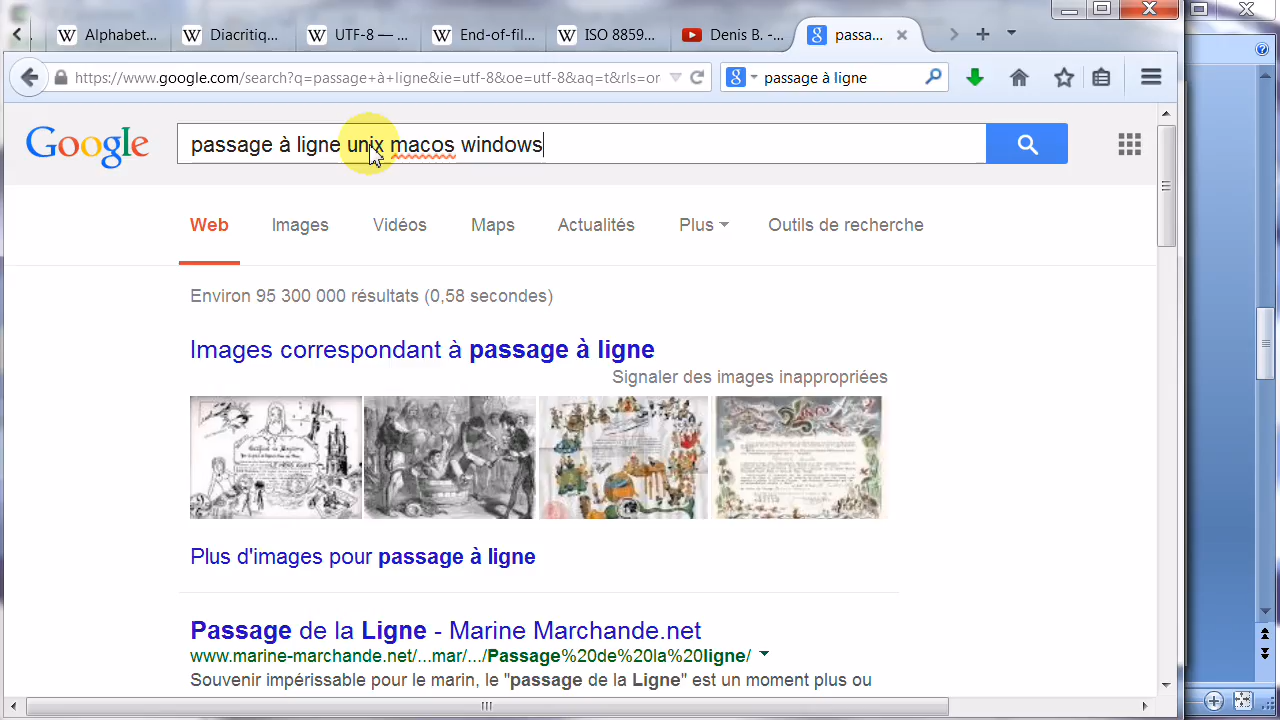 Alphabet...
Diacritiq...
UTF-8 — ...
End-of-fil...
ISO 8859...
Denis B. -...
passa...
https://www.google.com/search?q=passage+à+ligne&ie=utf-8&oe=utf-8&aq=t&rls=or
passage à ligne
Google
passage à ligne unix macos windows
Web Images Vidéos Maps Actualités Plus Outils de recherche
Environ 95 300 000 résultats (0,58 secondes)
Images correspondant à passage à ligne
Signaler des images inappropriées
Plus d'images pour passage à ligne
Passage de la Ligne - Marine Marchande.net
www.marine-marchande.net/...mar/.../Passage%20de%20la%20ligne/
Souvenir impérissable pour le marin, le "passage de la Ligne" est un moment plus ou